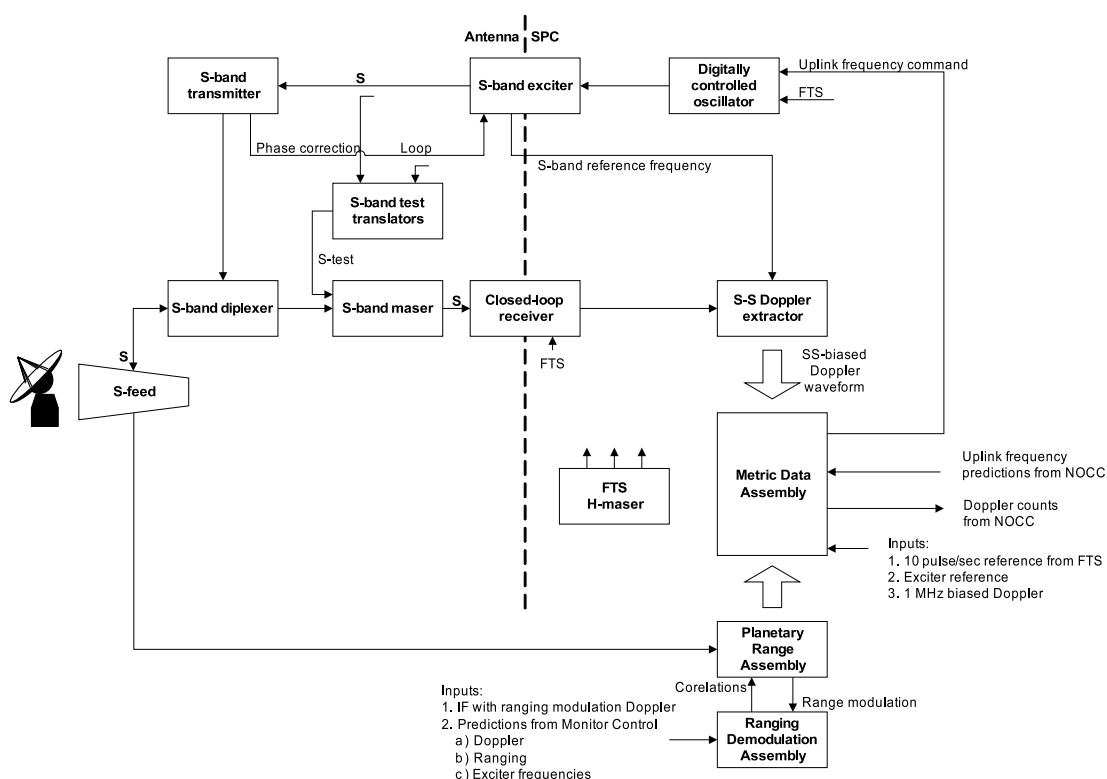 Antenna
SPC
S-band
transmitter
S
S-band exciter
Digitally
controlled
oscillator
Uplink frequency command
FTS
Phase correction
Loop
S-band reference frequency
S-band test
translators
S-test
S-band diplexer
S-band maser
S
Closed-loop
receiver
S-S Doppler
extractor
FTS
S
S-feed
SS-biased
Doppler
waveform
FTS
H-maser
Metric Data
Assembly
Uplink frequency
predictions from NOCC
Doppler counts
from NOCC
Inputs:
1. 10 pulse/sec reference from FTS
2. Exciter reference
3. 1 MHz biased Doppler
Planetary
Range
Assembly
Corelations
Range modulation
Inputs:
1. IF with ranging modulation Doppler
2. Predictions from Monitor Control
a) Doppler
b) Ranging
c) Exciter frequencies
Ranging
Demodulation
Assembly